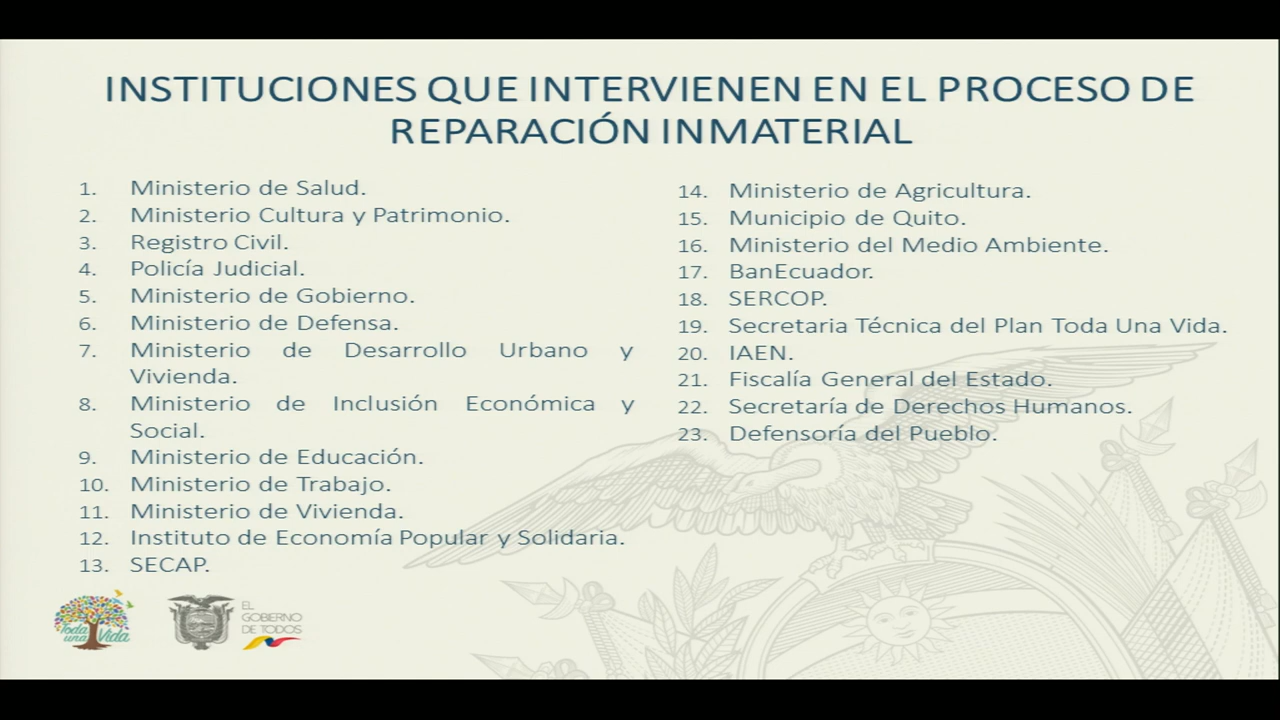 INSTITUCIONES QUE INTERVIENEN EN EL PROCESO DE
REPARACIÓN INMATERIAL
1. Ministerio de Salud.
2. Ministerio Cultura y Patrimonio.
3. Registro Civil.
4. Policía Judicial.
5. Ministerio de Gobierno.
6. Ministerio de Defensa.
7. Ministerio de Desarrollo Urbano y
Vivienda.
8. Ministerio de Inclusión Económica y
Social.
9. Ministerio de Educación.
10. Ministerio de Trabajo.
11. Ministerio de Vivienda.
12. Instituto de Economía Popular y Solidaria.
13. SECAP.
14. Ministerio de Agricultura.
15. Municipio de Quito.
16. Ministerio del Medio Ambiente.
17. BanEcuador.
18. SERCOP.
19. Secretaria Técnica del Plan Toda Una Vida.
20. IAEN.
21. Fiscalía General del Estado.
22. Secretaría de Derechos Humanos.
23. Defensoría del Pueblo.
Toda
una Vida
EL
GOBIERNO
DE TODOS